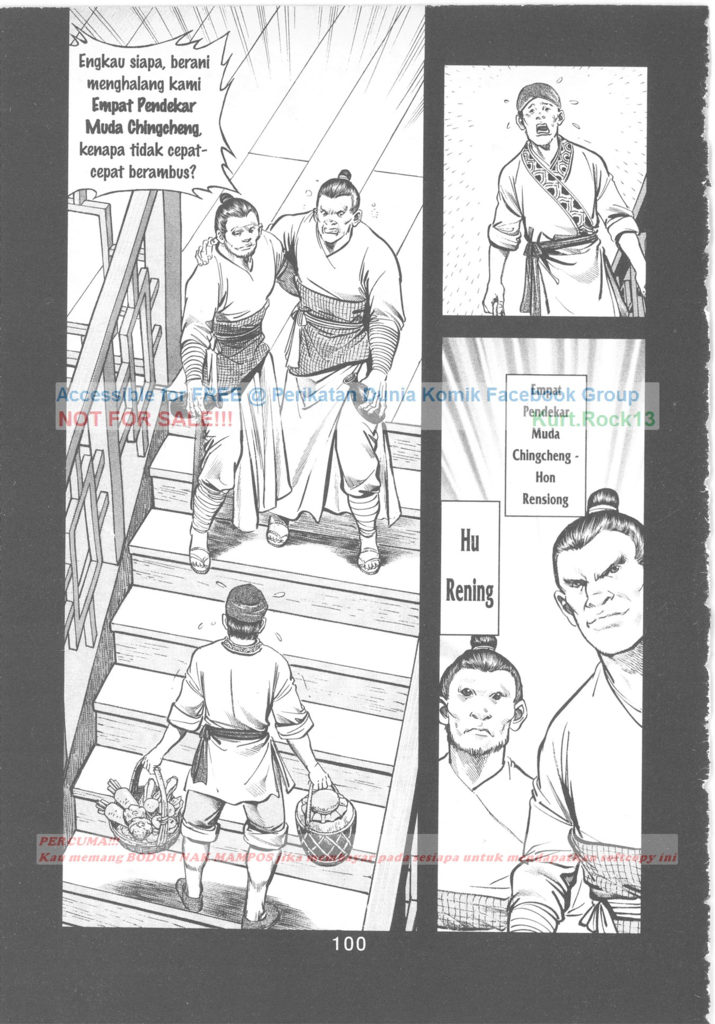 Engkau siapa, berani
menghalang kami
Empat Pendekar
Muda Chingcheng,
kenapa tidak cepat-
cepat berambus?
Accessible for FREE @ Perikatan Dunia Komik Facebook Group
NOT FOR SALE!!!
Kurt.Rock13
Empat
Pendekar
Muda
Chingcheng -
Hon
Rensiong
Hu
Rening
PERCUMA!!!
Kau memang BODOH NAK MAMPOS jika membayar pada sesiapa untuk mendapatkan softcopy ini
100